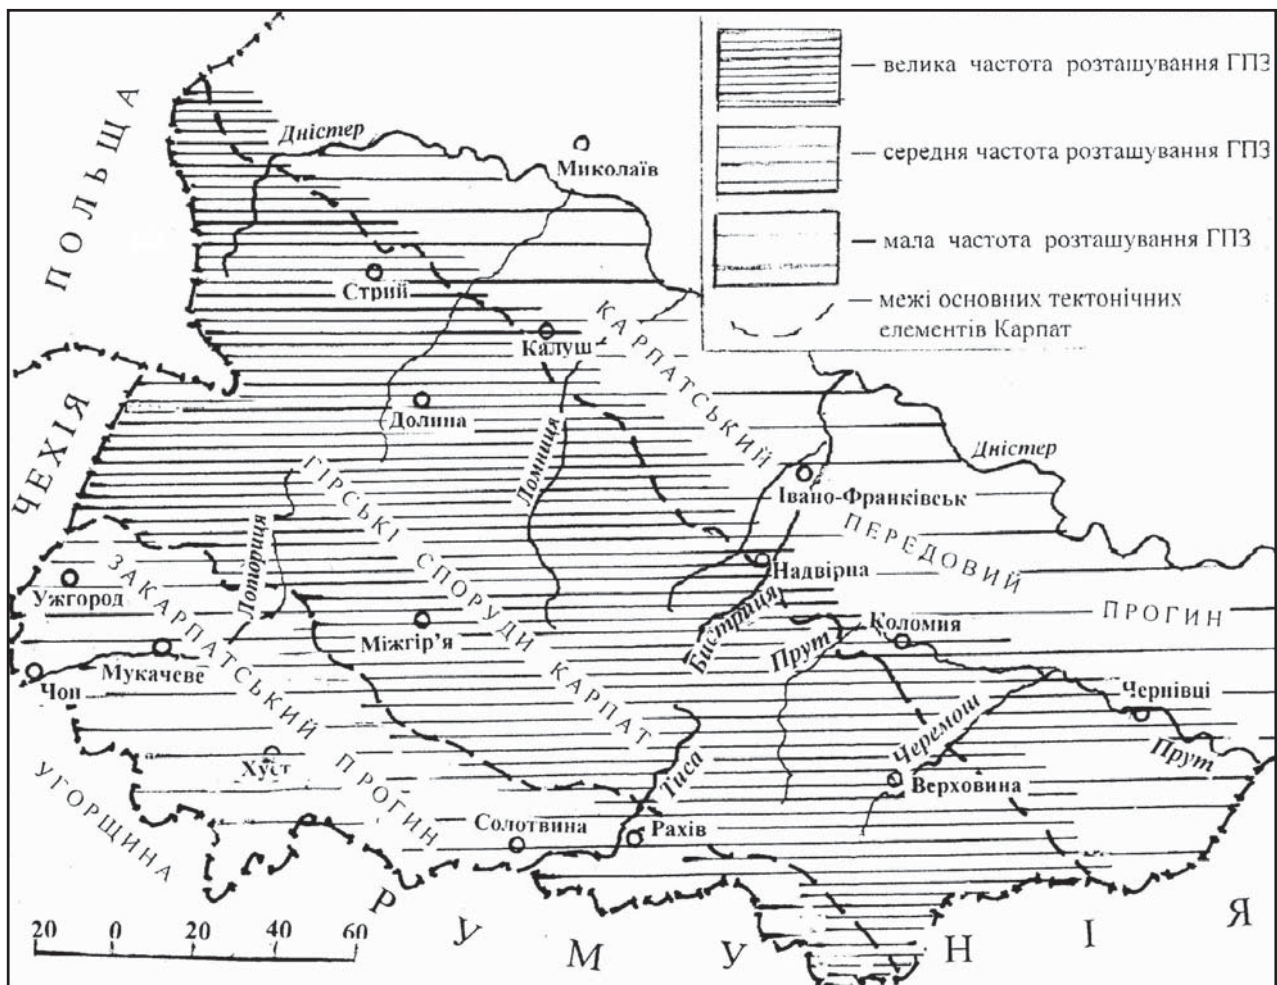 велика частота розташування ГПЗ
середня частота розташування ГПЗ
мала частота розташування ГПЗ
межі основних тектонічних
елементів Карпат
ПОЛЬЩА
Дністер
Миколаїв
Стрий
КАРПАТСЬКИЙ
Калуш
ЧЕХІЯ
Долина
Ломниця
Дністер
Івано-Франківськ
ГІРСЬКІ СПОРУДИ КАРПАТ
ПЕРЕДОВИЙ
Лоториця
Надвірна
ПРОГИН
ЗАКАРПАТСЬКИЙ ПРОГИН
Ужгород
Міжгір'я
Бистриця
Прут
Коломия
Мукачеве
Чоп
Чернівці
Черемош
Прут
Хуст
Тиса
Верховина
УГОРЩИНА
Солотвина
Рахів
РУМУНІЯ
20 0 20 40 60